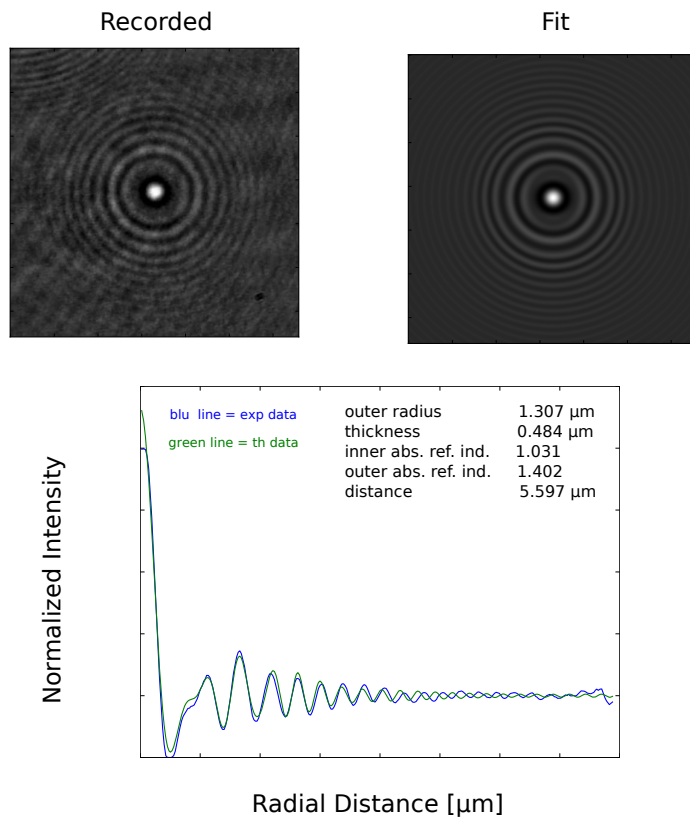 Recorded
Fit
blu line = exp data
green line = th data
outer radius 1.307 μm
thickness 0.484 μm
inner abs. ref. ind. 1.031
outer abs. ref. ind. 1.402
distance 5.597 μm
Normalized Intensity
Radial Distance [μm]